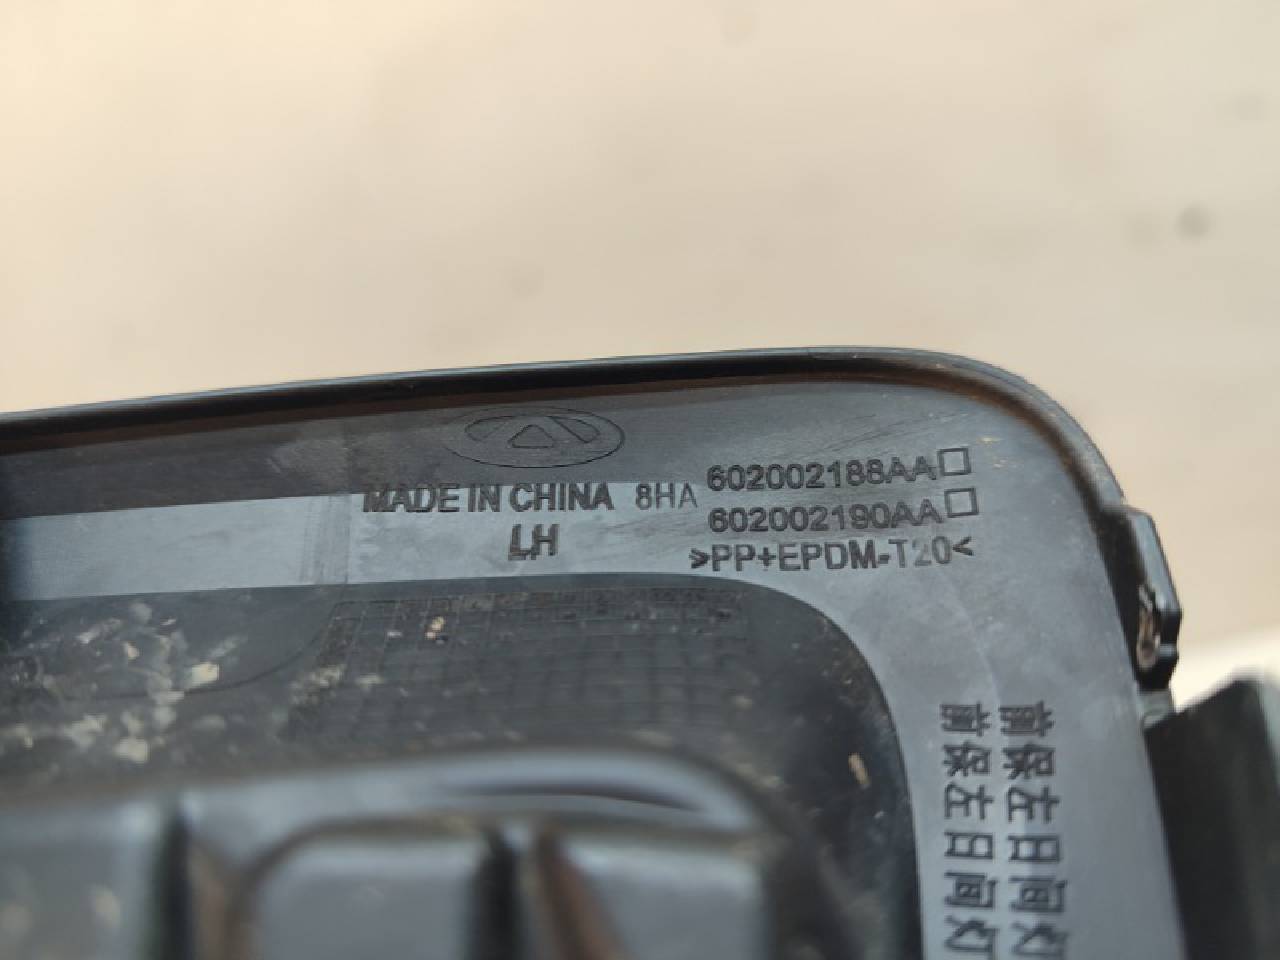 MADE IN CHINA 8HA
LH
602002188AA□
602002190AA□
>PP+EPDM-T20<
前保左日间灯
前保左日间灯